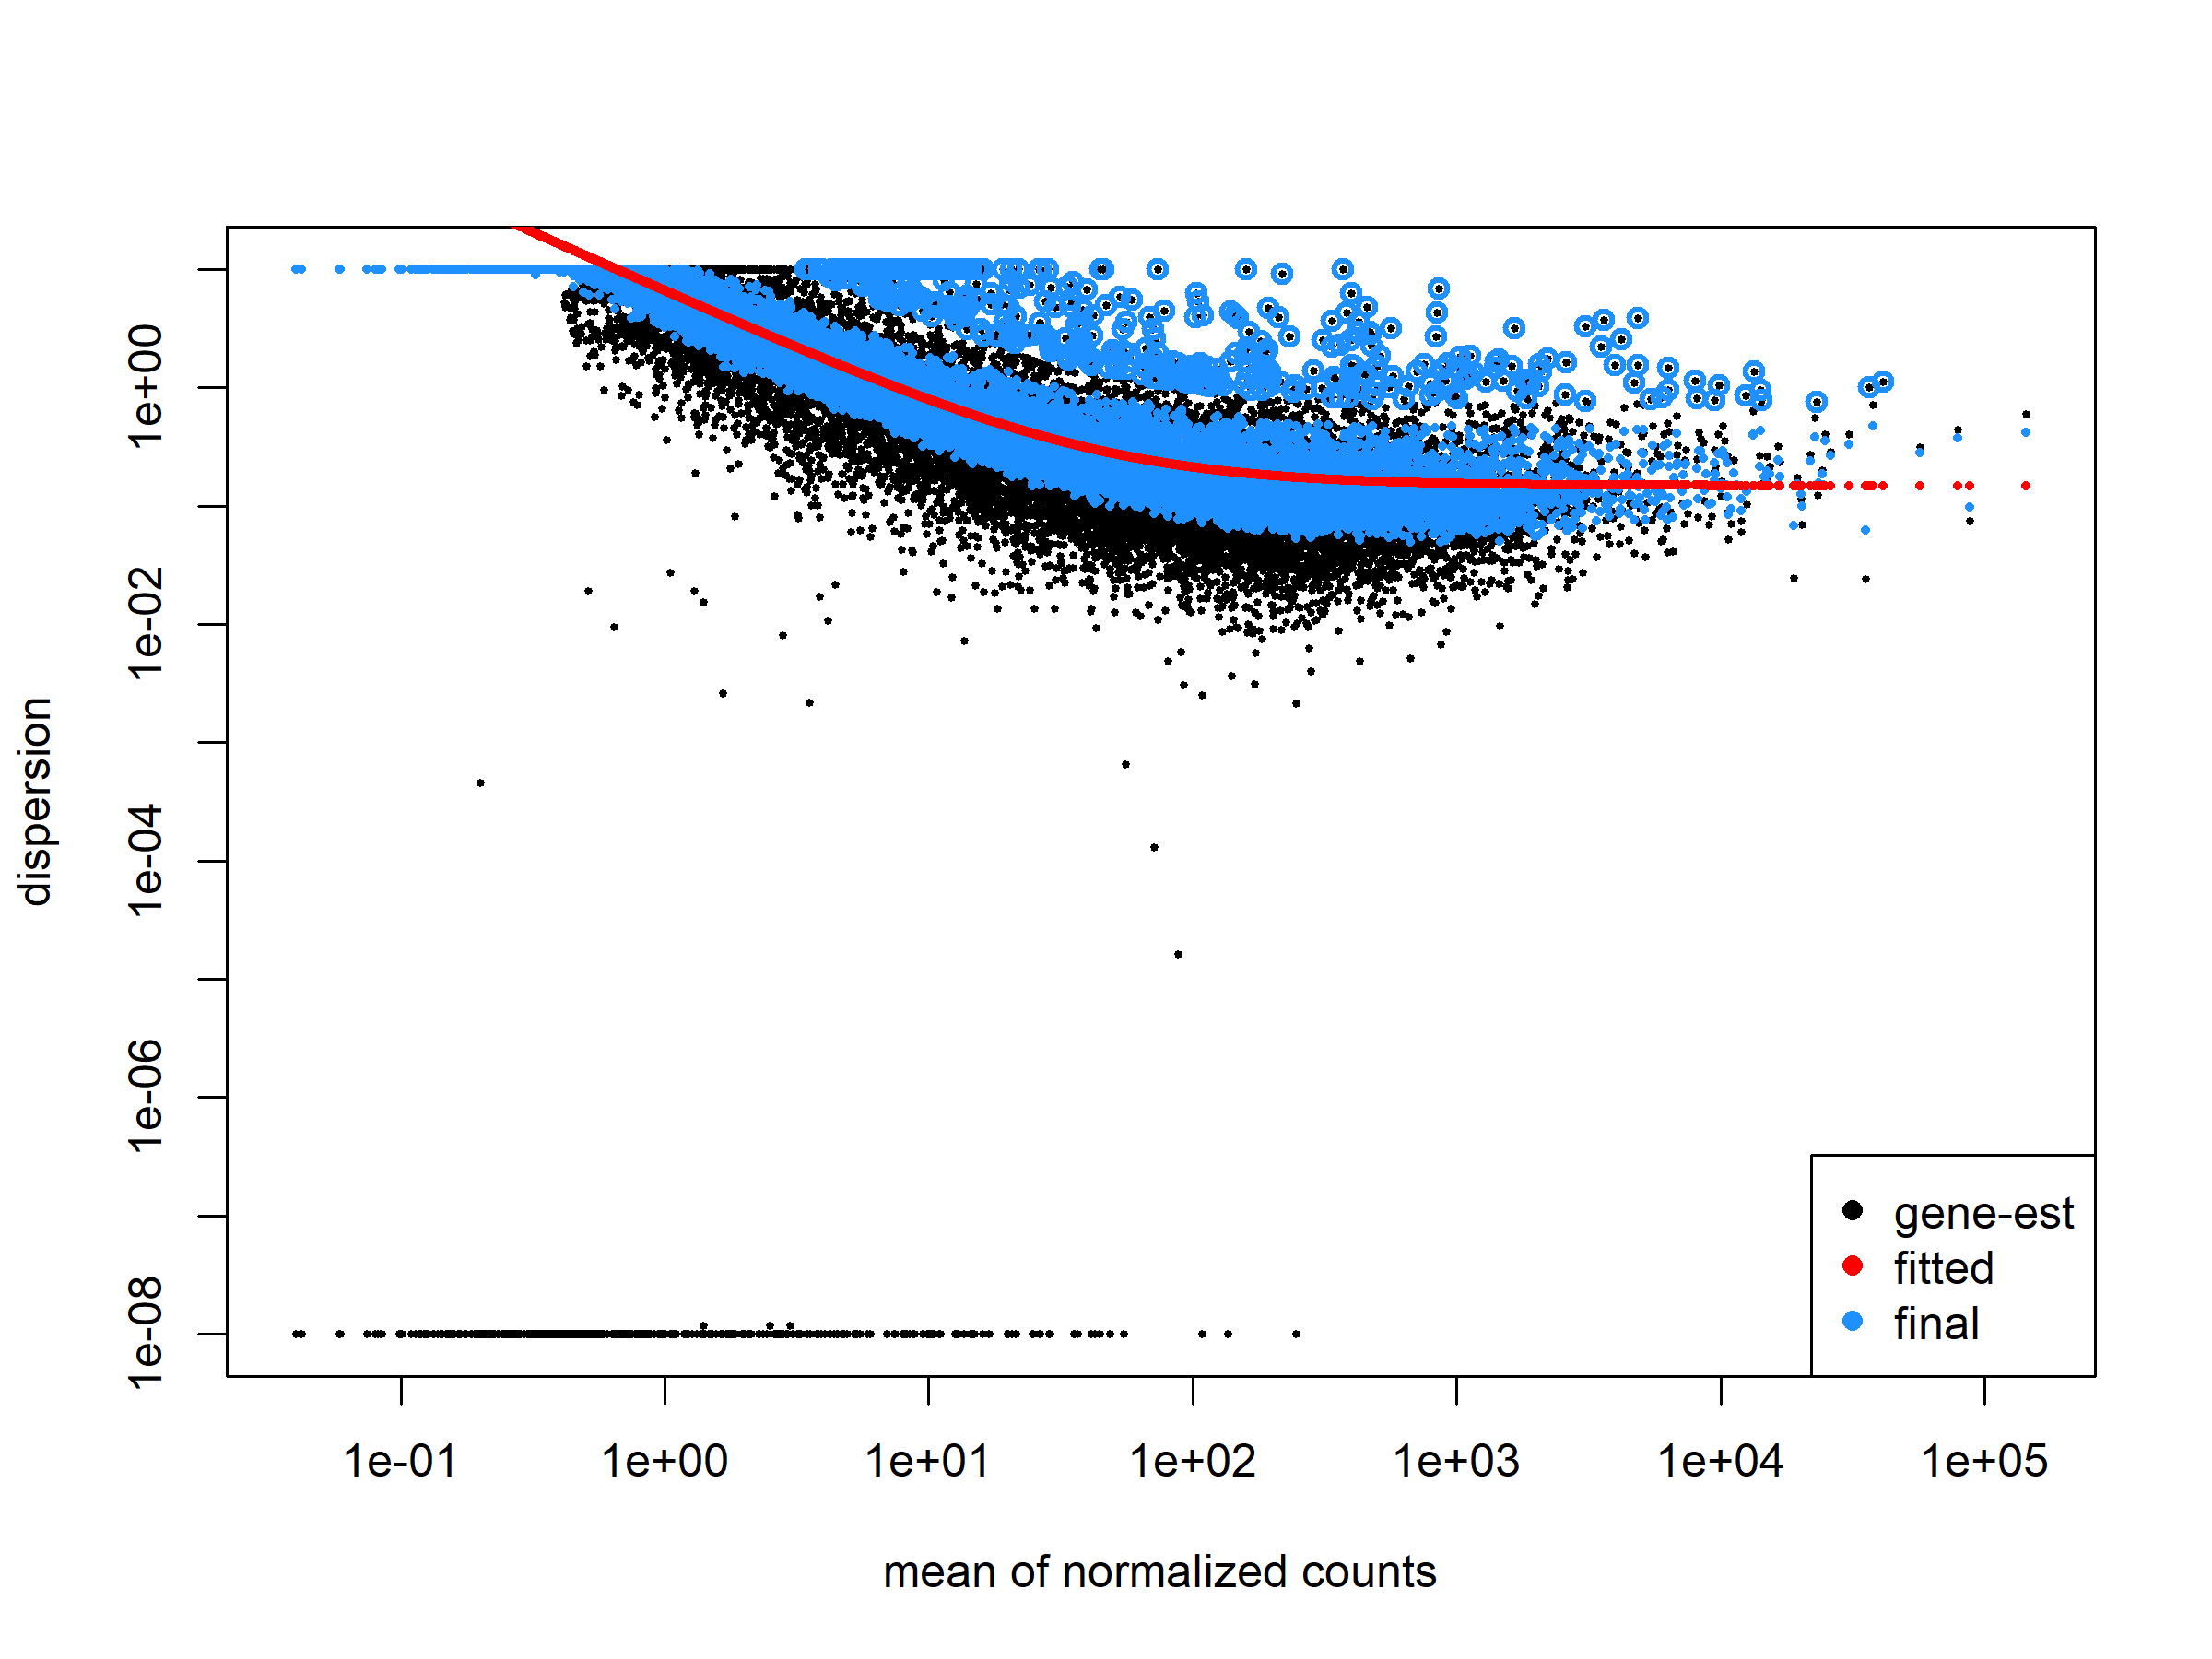 dispersion
1e+00
1e-02
1e-04
1e-06
1e-08
gene-est
fitted
final
1e-01 1e+00 1e+01 1e+02 1e+03 1e+04 1e+05
mean of normalized counts